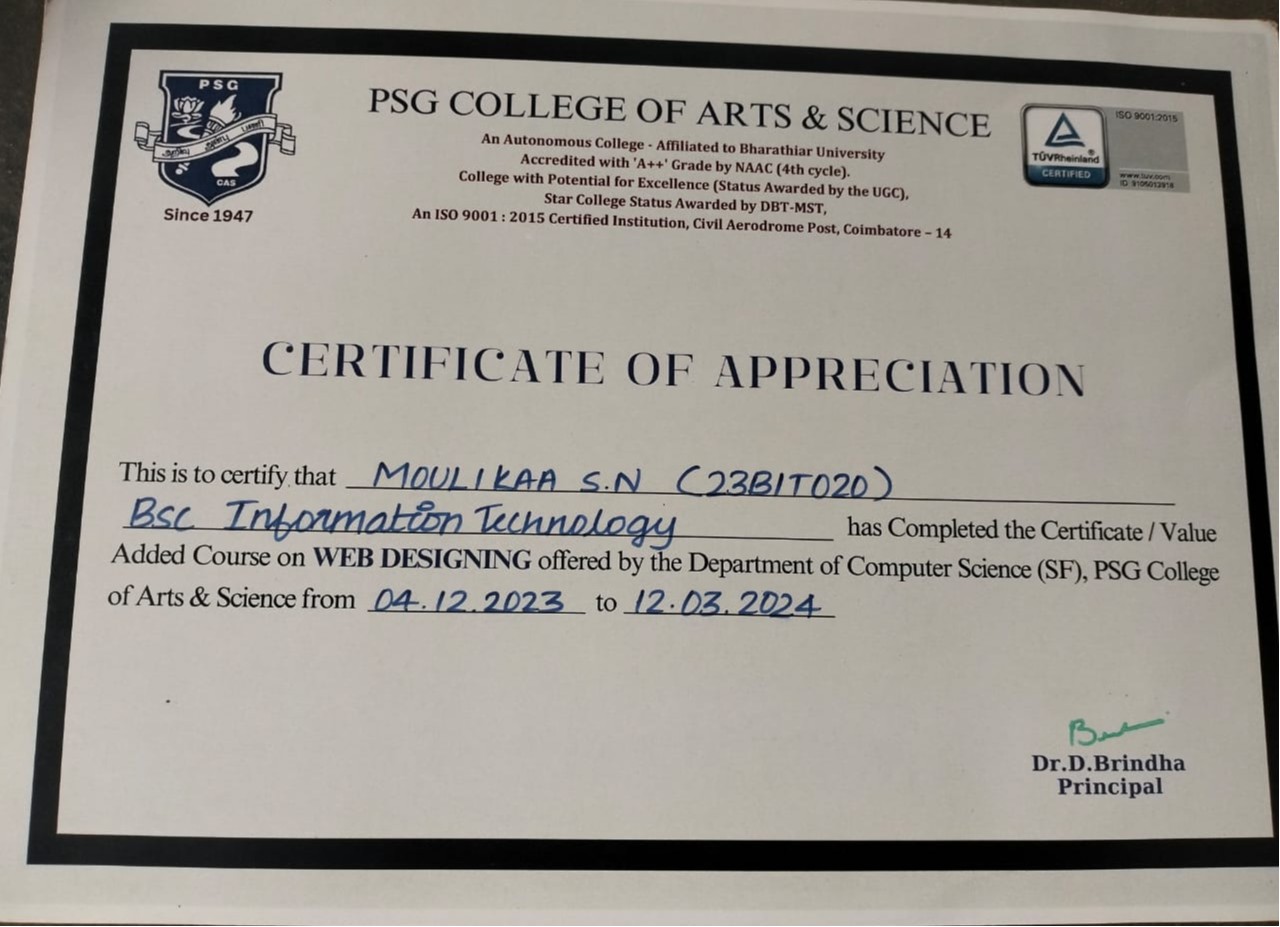 PSG
CAS
Since 1947
PSG COLLEGE OF ARTS & SCIENCE
An Autonomous College - Affiliated to Bharathiar University
Accredited with 'A++' Grade by NAAC (4th cycle).
College with Potential for Excellence (Status Awarded by the UGC),
Star College Status Awarded by DBT-MST,
An ISO 9001 : 2015 Certified Institution, Civil Aerodrome Post, Coimbatore – 14
TÜVRheinland®
CERTIFIED
ISO 9001:2015
www.tuv.com
CERTIFICATE OF APPRECIATION
This is to certify that MOULIKAA S.N (23BIT020)
Bsc Information Technology has Completed the Certificate / Value
Added Course on WEB DESIGNING offered by the Department of Computer Science (SF), PSG College
of Arts & Science from 04.12.2023 to 12.03.2024
Dr.D.Brindha
Principal